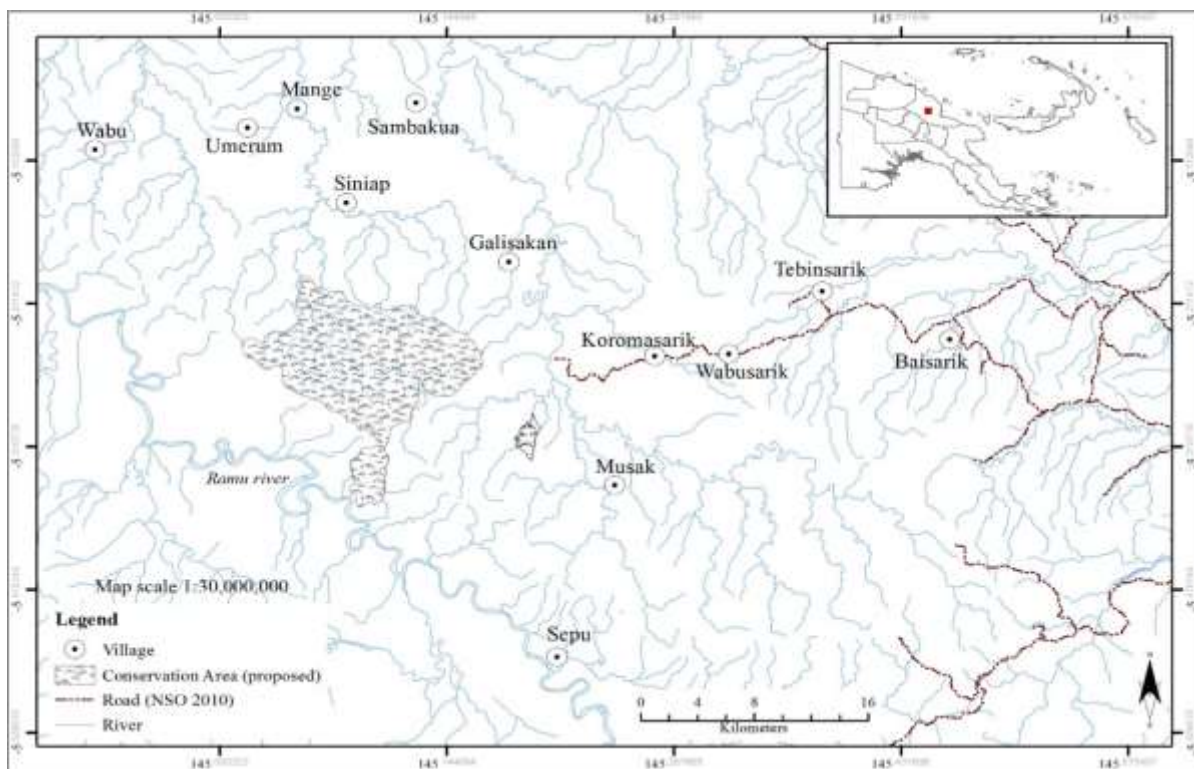 Mange
Sambakua
Wabu
Umerum
Siniap
Galisakan
Tebinsarik
Koromasarik
Wabusarik
Baisarik
Ramu river
Musak
Map scale 1:30,000,000
Legend
Village
Conservation Area (proposed)
Road (NSO 2010)
River
Sepu
0 2 4 8 12 16
Kilometers